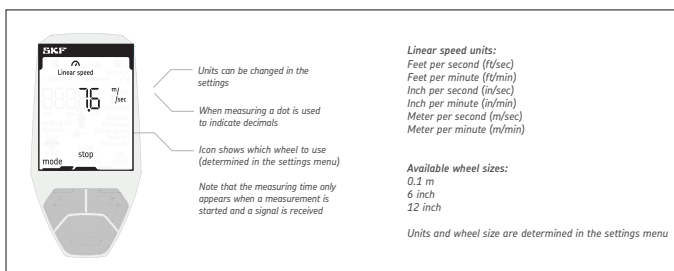 SKF
Linear speed
7.6 m/
/sec
stop
mode
Units can be changed in the
settings
When measuring a dot is used
to indicate decimals
Icon shows which wheel to use
(determined in the settings menu)
Note that the measuring time only
appears when a measurement is
started and a signal is received
Linear speed units:
Feet per second (ft/sec)
Feet per minute (ft/min)
Inch per second (in/sec)
Inch per minute (in/min)
Meter per second (m/sec)
Meter per minute (m/min)
Available wheel sizes:
0.1 m
6 inch
12 inch
Units and wheel size are determined in the settings menu